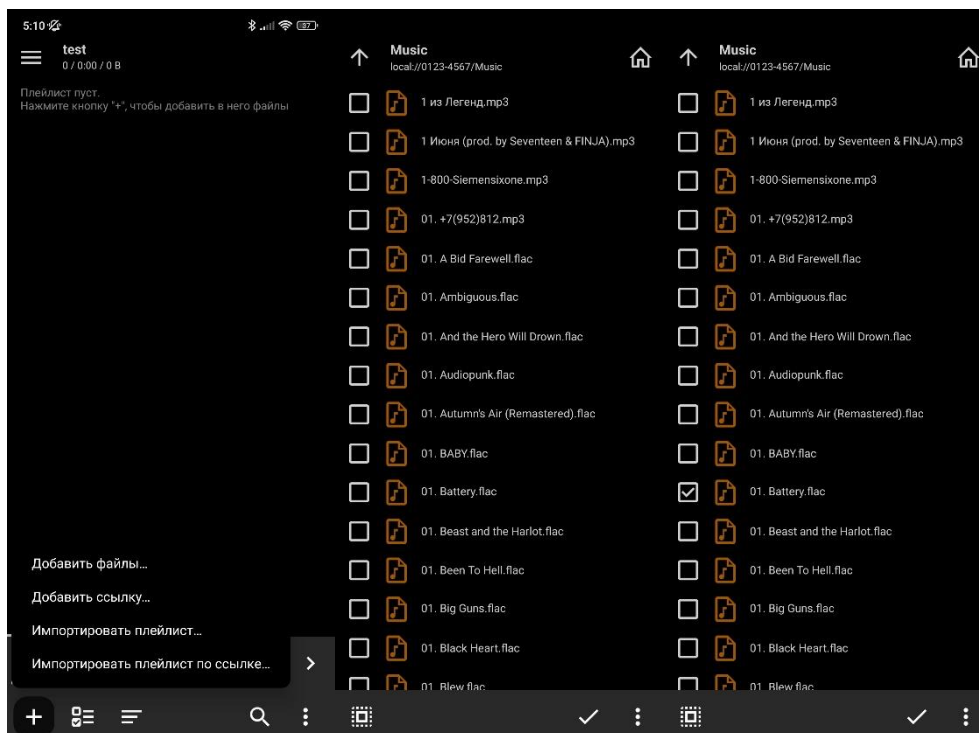 5:10
87
test
0 / 0:00 / 0 B
Плейлист пуст.
Нажмите кнопку "+", чтобы добавить в него файлы
Добавить файлы...
Добавить ссылку...
Импортировать плейлист...
Импортировать плейлист по ссылке...
Music
local://0123-4567/Music
1 из Легенд.mp3
1 Июня (prod. by Seventeen & FINJA).mp3
1-800-Siemensixone.mp3
01. +7(952)812.mp3
01. A Bid Farewell.flac
01. Ambiguous.flac
01. And the Hero Will Drown.flac
01. Audiopunk.flac
01. Autumn's Air (Remastered).flac
01. BABY.flac
01. Battery.flac
01. Beast and the Harlot.flac
01. Been To Hell.flac
01. Big Guns.flac
01. Black Heart.flac
01. Blew.flac
Music
local://0123-4567/Music
1 из Легенд.mp3
1 Июня (prod. by Seventeen & FINJA).mp3
1-800-Siemensixone.mp3
01. +7(952)812.mp3
01. A Bid Farewell.flac
01. Ambiguous.flac
01. And the Hero Will Drown.flac
01. Audiopunk.flac
01. Autumn's Air (Remastered).flac
01. BABY.flac
01. Battery.flac
01. Beast and the Harlot.flac
01. Been To Hell.flac
01. Big Guns.flac
01. Black Heart.flac
01. Blew.flac